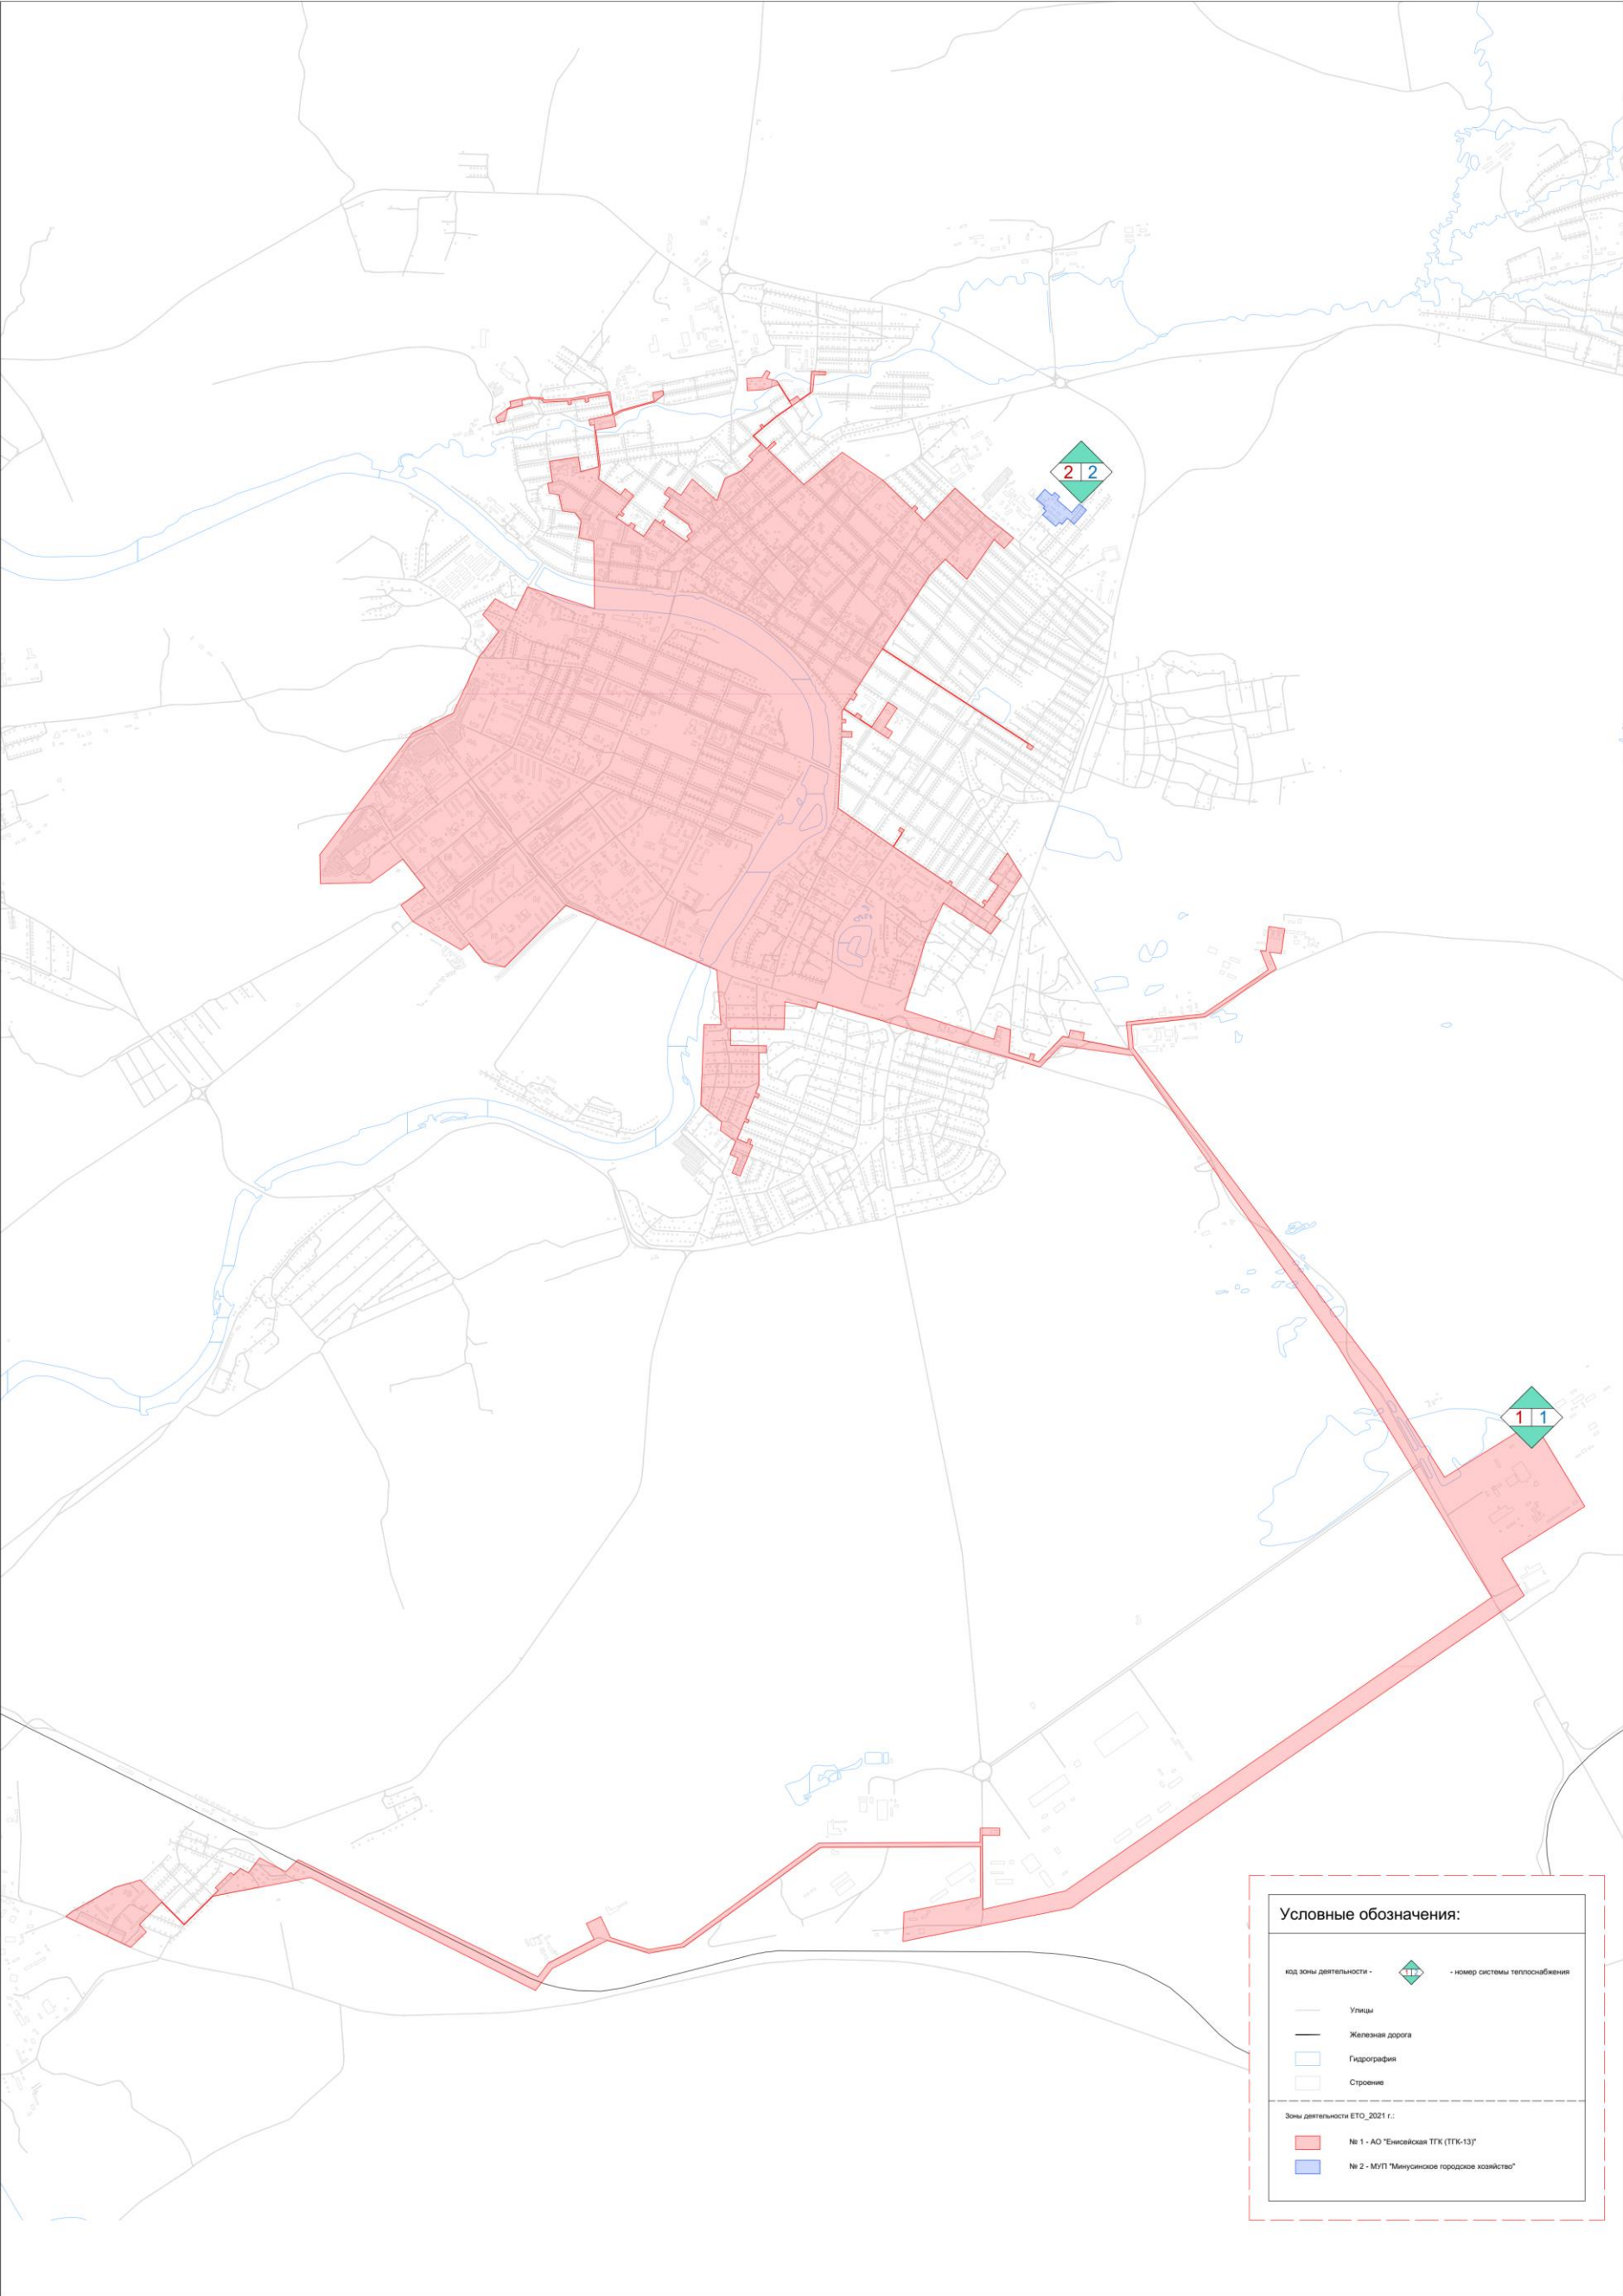 2 2
1 1
Условные обозначения:
код зоны деятельности - - номер системы теплоснабжения
Улицы
Железная дорога
Гидрография
Строение
Зоны деятельности ЕТО_2021 г.:
№ 1 - АО "Енисейская ТГК (ТГК-13)"
№ 2 - МУП "Минусинское городское хозяйство"